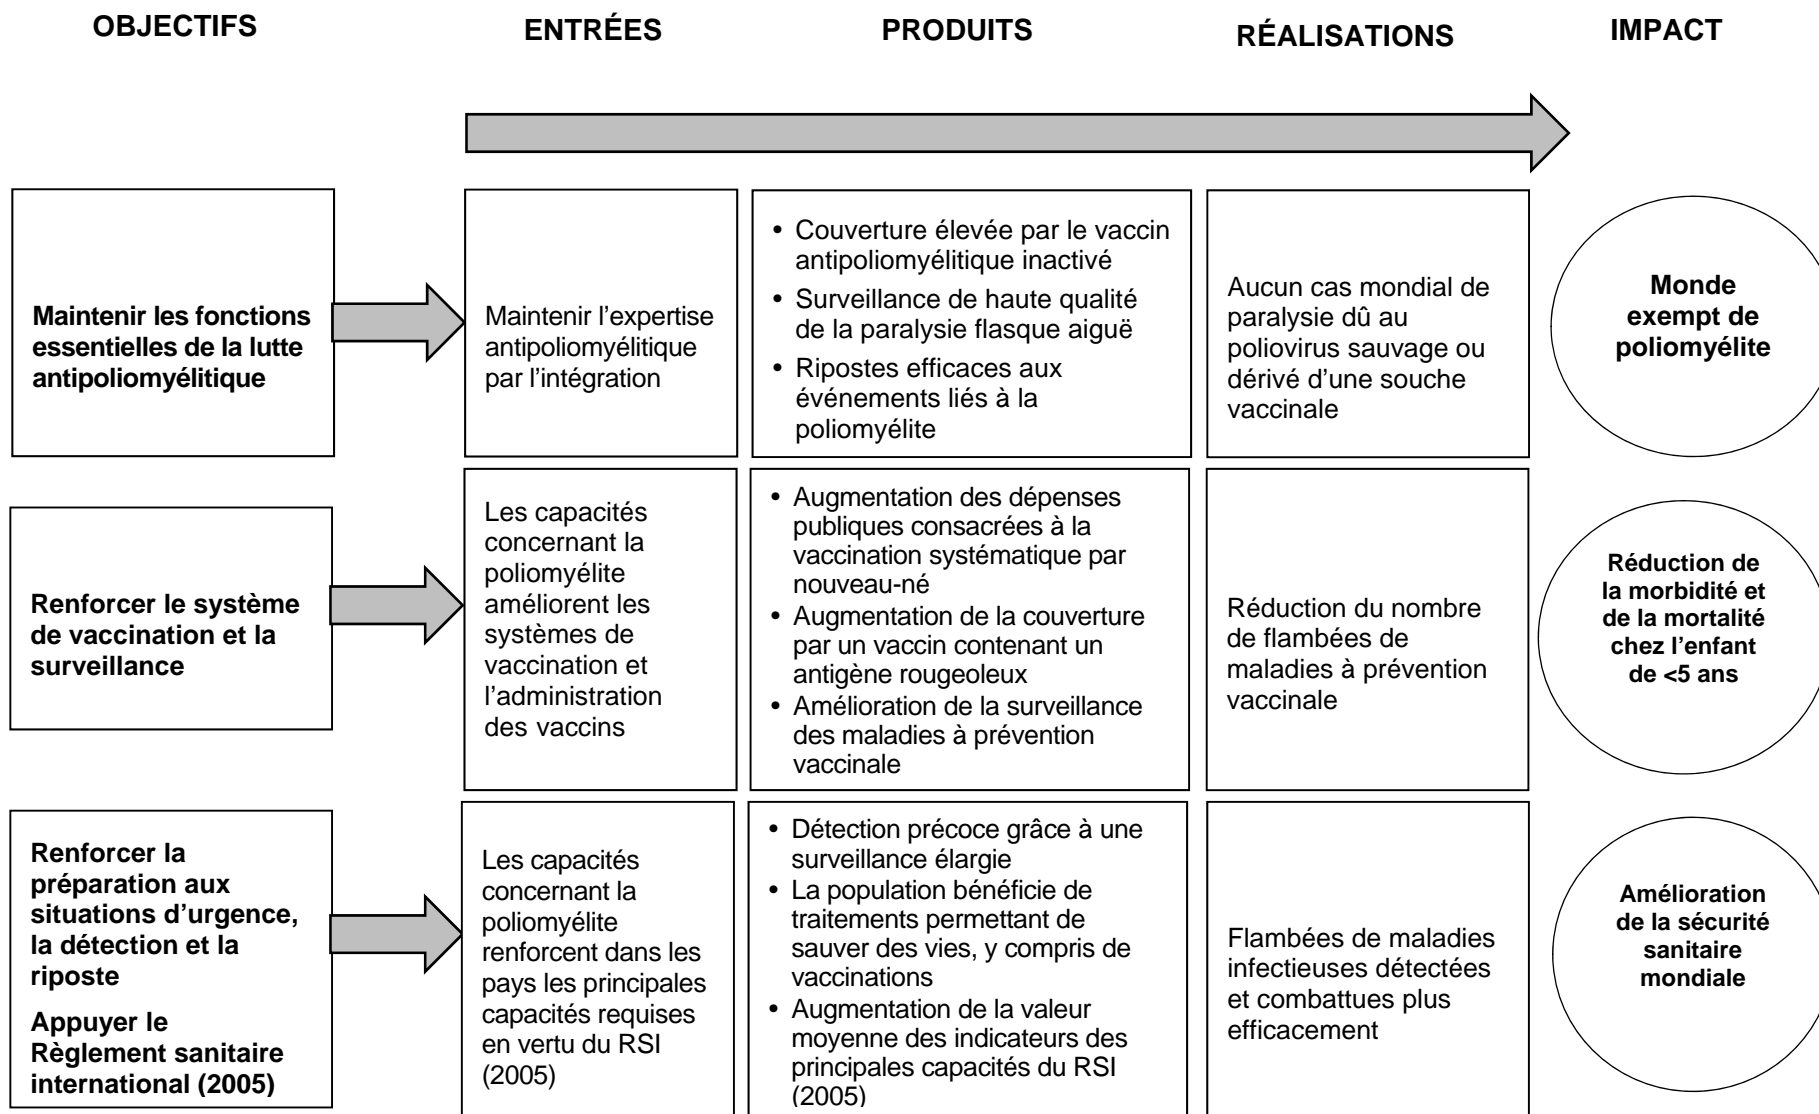 OBJECTIFS
ENTRÉES
PRODUITS
RÉALISATIONS
IMPACT
Maintenir les fonctions
essentielles de la lutte
antipoliomyélitique
Maintenir l’expertise
antipoliomyélitique
par l’intégration
• Couverture élevée par le vaccin
antipoliomyélitique inactivé
• Surveillance de haute qualité
de la paralysie flasque aiguë
• Ripostes efficaces aux
événements liés à la
poliomyélite
Aucun cas mondial de
paralysie dû au
poliovirus sauvage ou
dérivé d’une souche
vaccinale
Monde
exempt de
poliomyélite
Renforcer le système
de vaccination et la
surveillance
Les capacités
concernant la
poliomyélite
améliorent les
systèmes de
vaccination et
l’administration
des vaccins
• Augmentation des dépenses
publiques consacrées à la
vaccination systématique par
nouveau-né
• Augmentation de la couverture
par un vaccin contenant un
antigène rougeoleux
• Amélioration de la surveillance
des maladies à prévention
vaccinale
Réduction du nombre
de flambées de
maladies à prévention
vaccinale
Réduction de
la morbidité et
de la mortalité
chez l’enfant
de <5 ans
Renforcer la
préparation aux
situations d’urgence,
la détection et la
riposte
Appuyer le
Règlement sanitaire
international (2005)
Les capacités
concernant la
poliomyélite
renforcent dans les
pays les principales
capacités requises
en vertu du RSI
(2005)
• Détection précoce grâce à une
surveillance élargie
• La population bénéficie de
traitements permettant de
sauver des vies, y compris de
vaccinations
• Augmentation de la valeur
moyenne des indicateurs des
principales capacités du RSI
(2005)
Flambées de maladies
infectieuses détectées
et combattues plus
efficacement
Amélioration
de la sécurité
sanitaire
mondiale